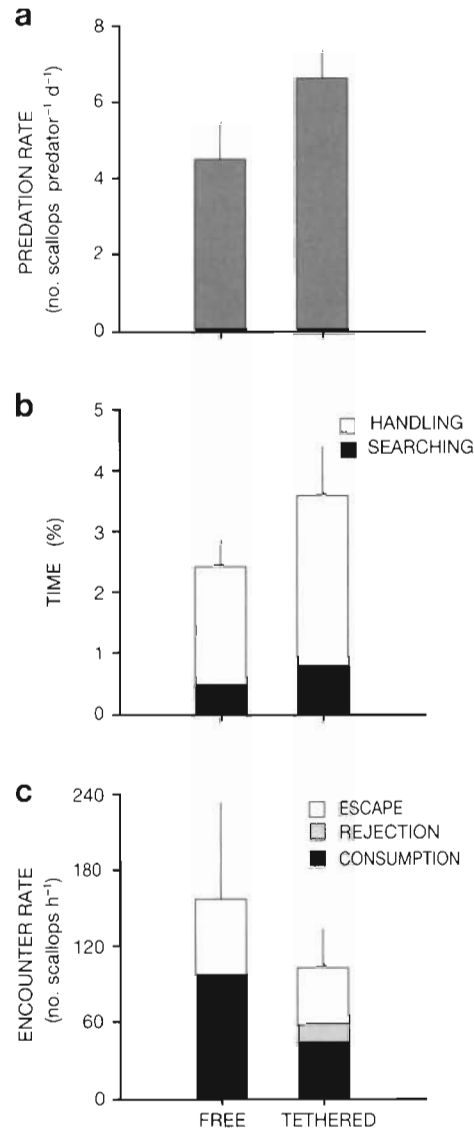 a
PREDATION RATE
(no. scallops predator⁻¹ d⁻¹)
8
6
4
2
0
b
TIME (%)
5
4
3
2
1
0
HANDLING
SEARCHING
c
ENCOUNTER RATE
(no. scallops h⁻¹)
240
180
120
60
0
ESCAPE
REJECTION
CONSUMPTION
FREE TETHERED